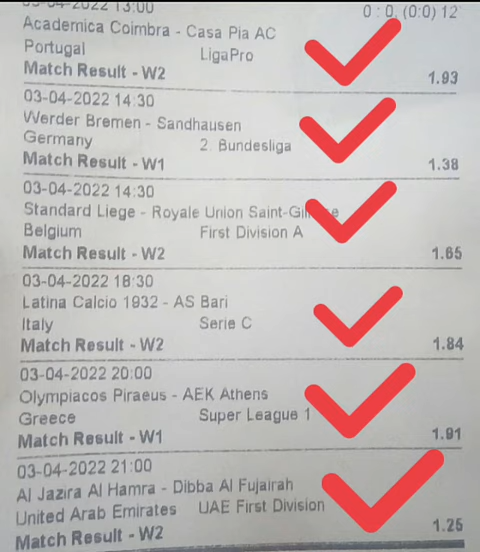 -2022 13:00 0 : 0, (0:0) 12'
Academica Coimbra - Casa Pia AC
Portugal LigaPro
Match Result - W2 1.93
03-04-2022 14:30
Werder Bremen - Sandhausen
Germany 2. Bundesliga
Match Result - W1 1.38
03-04-2022 14:30
Standard Liege - Royale Union
Belgium First Division A
Match Result - W2 1.65
03-04-2022 18:30
Latina Calcio 1932 - AS Bari
Italy Serie C
Match Result - W2 1.84
03-04-2022 20:00
Olympiacos Piraeus - AEK Athens
Greece Super League 1
Match Result - W1 1.91
03-04-2022 21:00
Al Jazira Al Hamra - Dibba Al Fujairah
United Arab Emirates UAE First Division
Match Result - W2 1.25